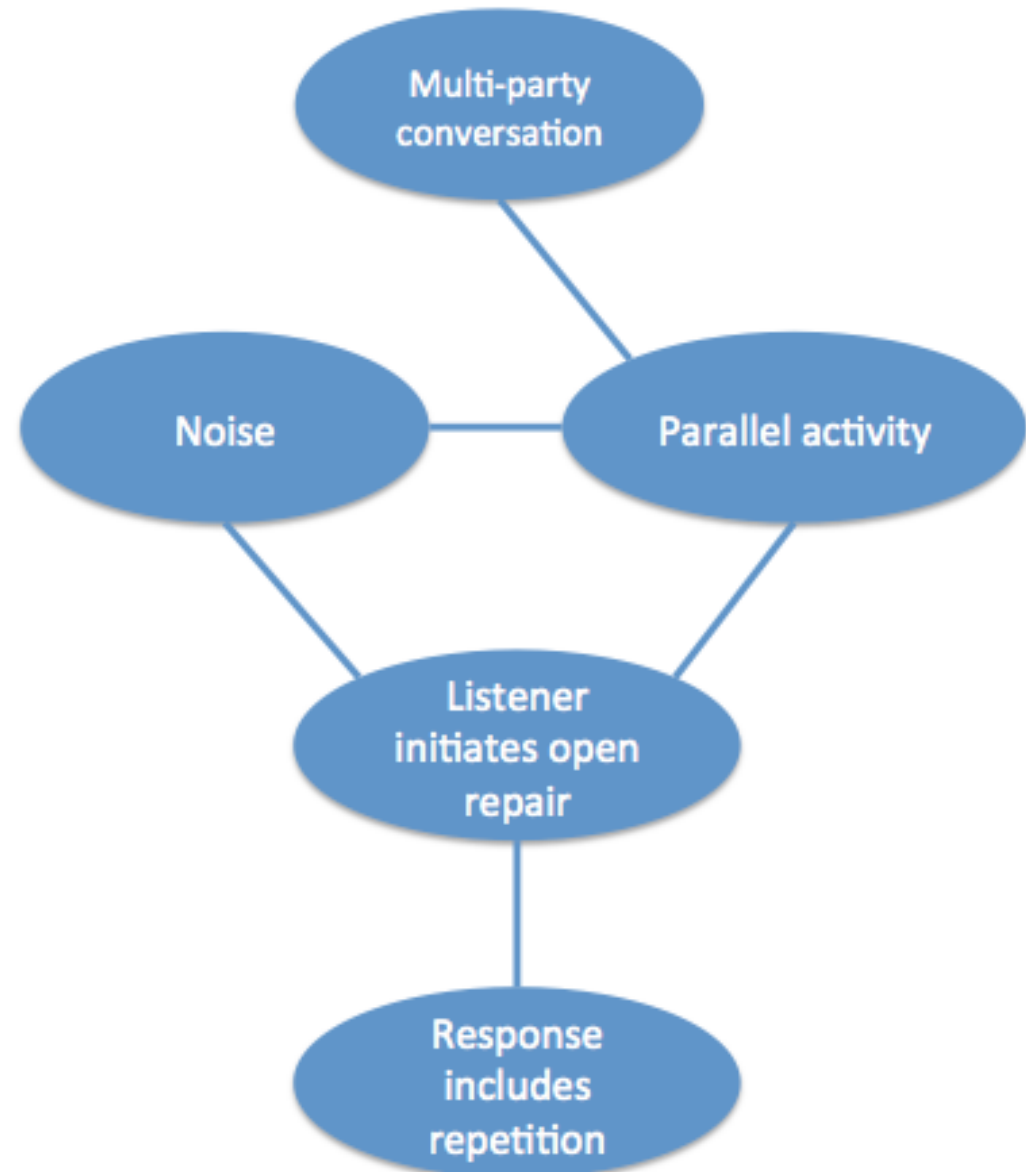 Multi-party
conversation
Noise
Parallel activity
Listener
initiates open
repair
Response
includes
repetition